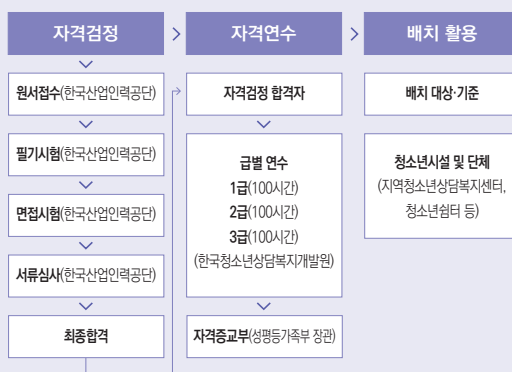 자격검정
원서접수(한국산업인력공단)
필기시험(한국산업인력공단)
면접시험(한국산업인력공단)
서류심사(한국산업인력공단)
최종합격
자격연수
자격검정 합격자
급별 연수
1급(100시간)
2급(100시간)
3급(100시간)
(한국청소년상담복지개발원)
자격증교부(성평등가족부 장관)
배치 활용
배치 대상·기준
청소년시설 및 단체
(지역청소년상담복지센터,
청소년쉼터 등)